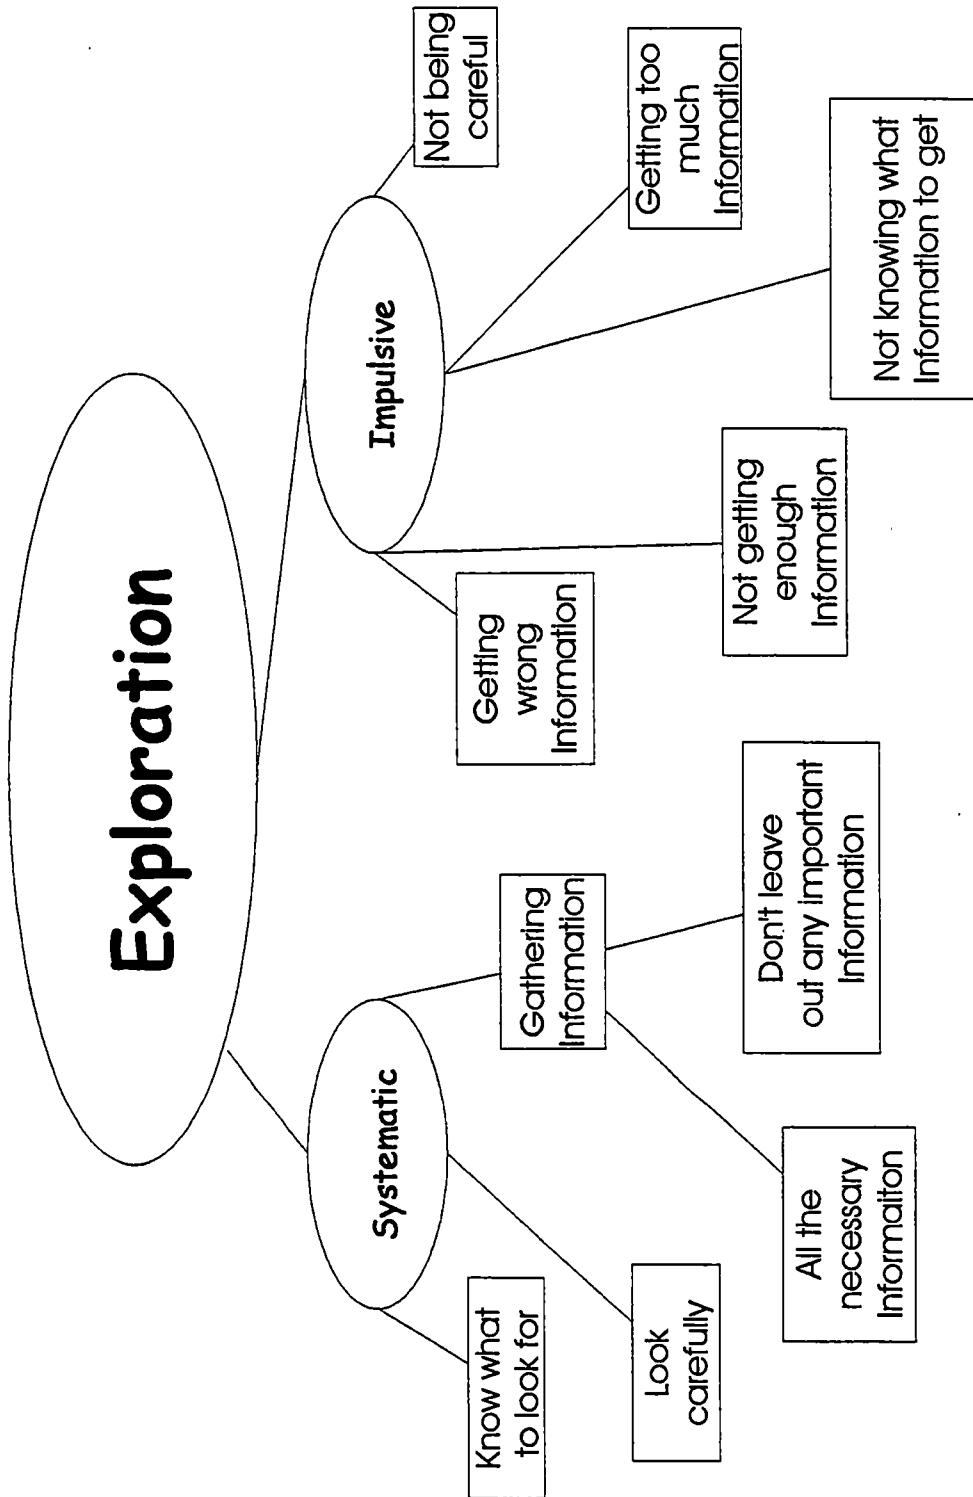 Exploration
Systematic
Impulsive
Know what
to look for
Look
carefully
Gathering
Information
All the
necessary
Informaiton
Don't leave
out any important
Information
Getting
wrong
Information
Not getting
enough
Information
Not knowing what
Information to get
Getting too
much
Information
Not being
careful